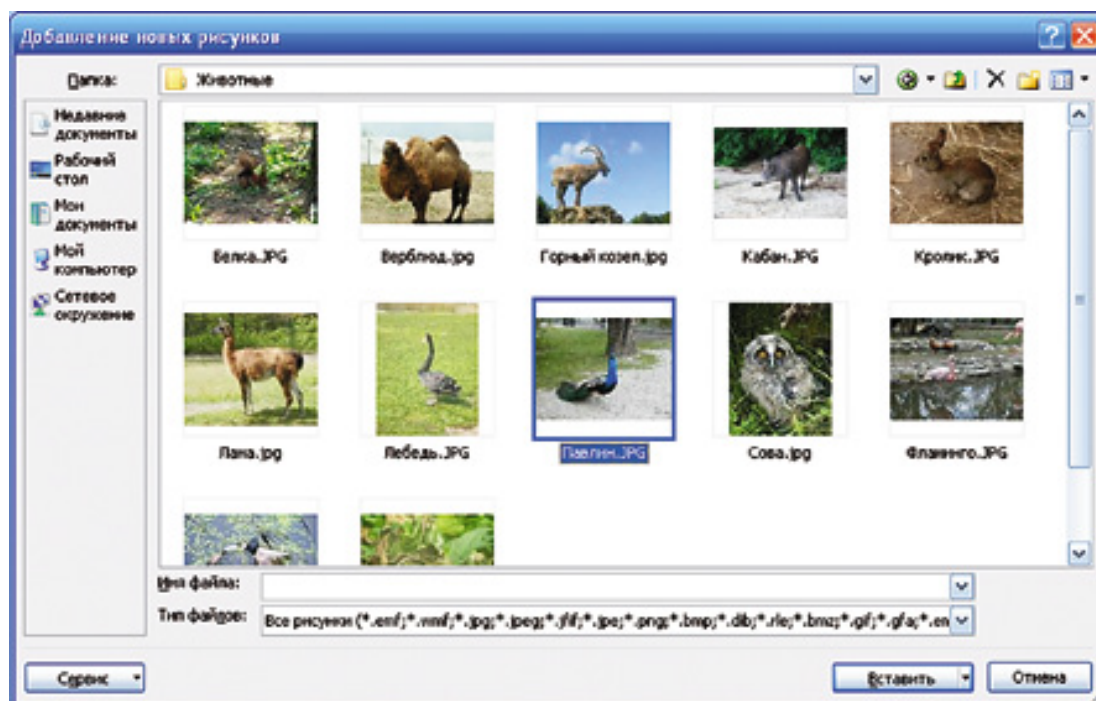 Добавление новых рисунков
Папка:
Животные
Недавние
документы
Рабочий
стол
Мои
документы
Мой
компьютер
Сетевое
окружение
Белка.JPG
Верблюд.jpg
Горный козел.jpg
Кабан.JPG
Кролик.JPG
Лама.jpg
Лебедь.JPG
Павлин.JPG
Сова.jpg
Фламинго.JPG
Имя файла:
Тип файлов:
Все рисунки (*.emf;*.wmf;*.jpg;*.jpeg;*.jfif;*.jpe;*.png;*.bmp;*.dib;*.rle;*.bmz;*.gif;*.gfa;*.em
Сервис
Вставить
Отмена